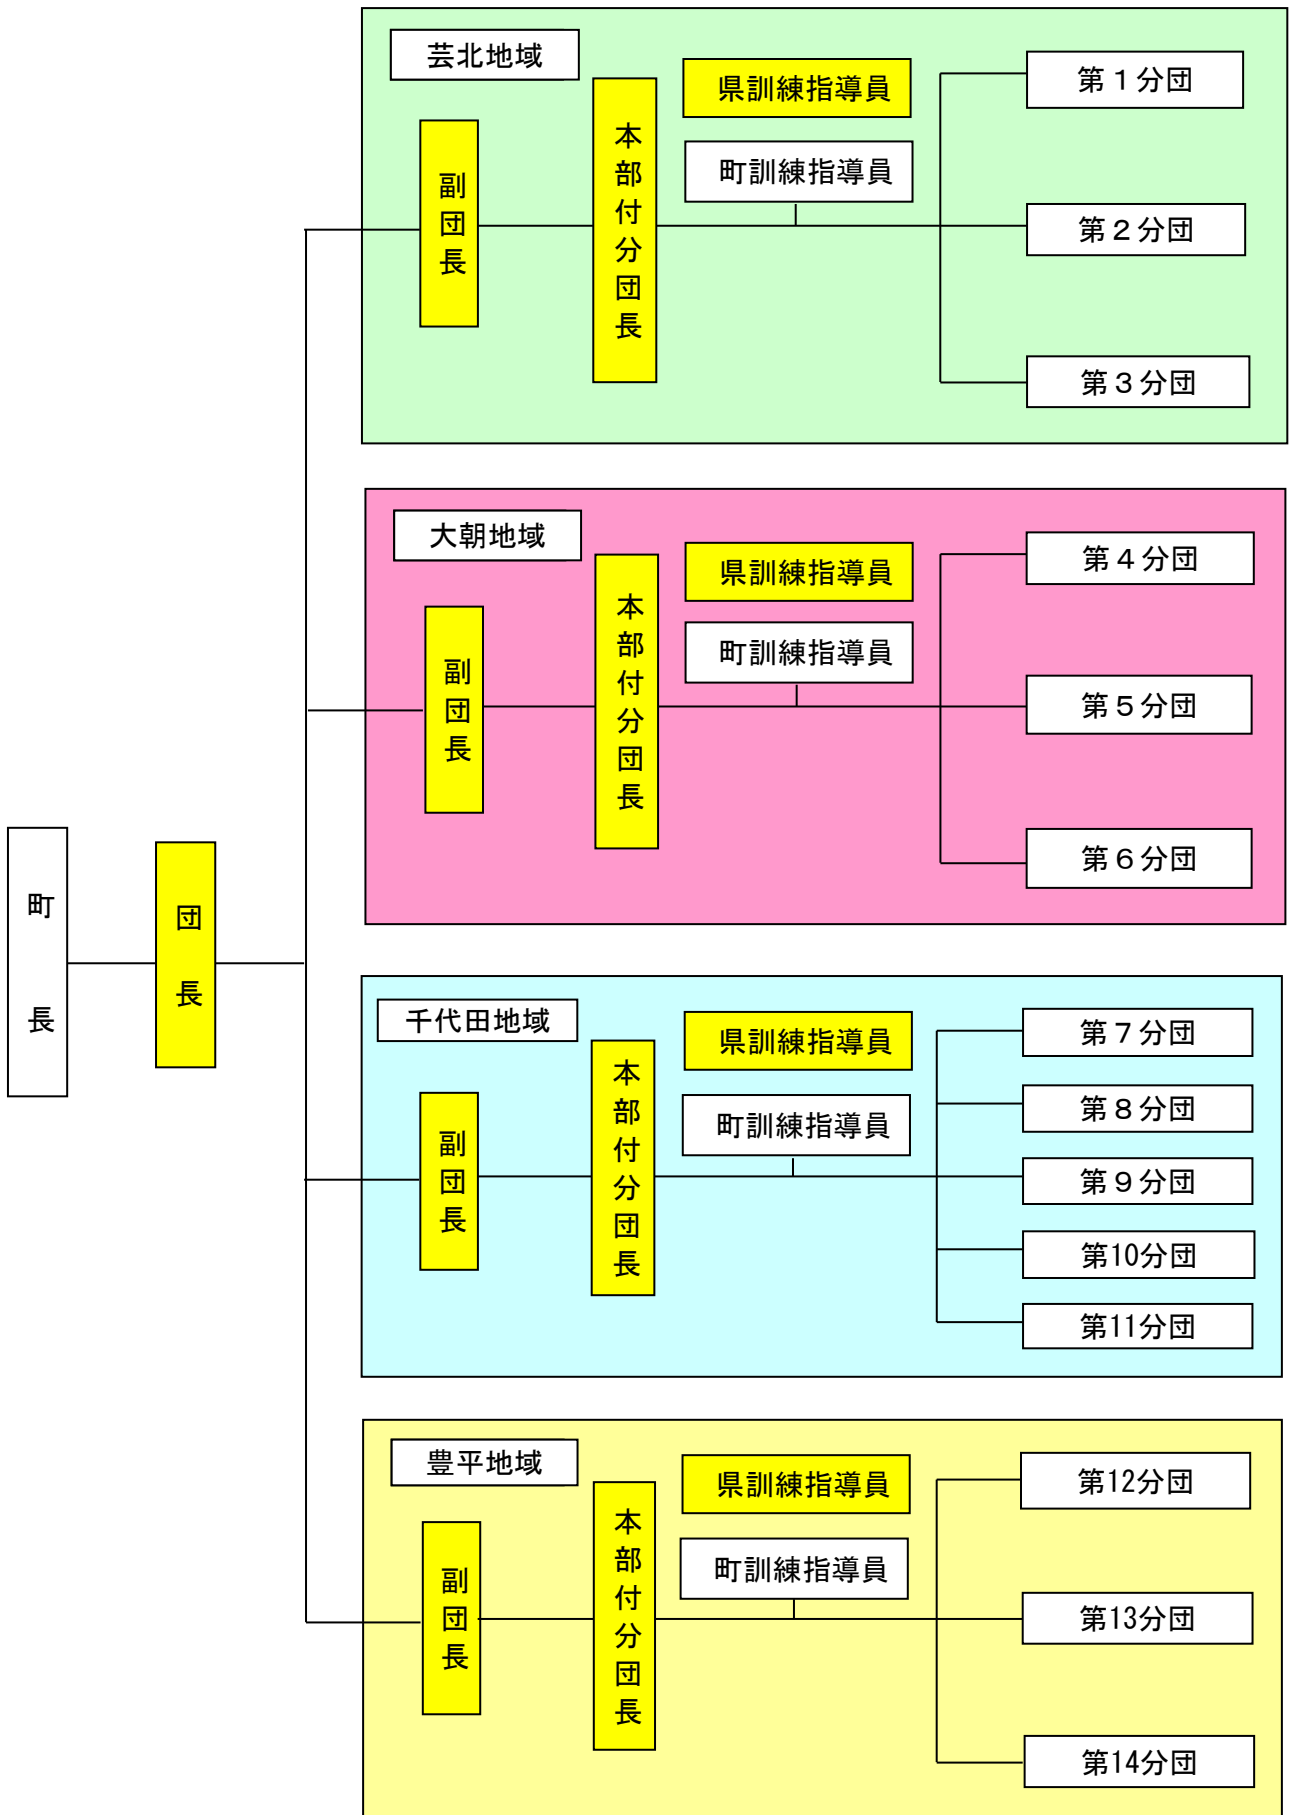 町長
団長
芸北地域
副団長
本部付分団長
県訓練指導員
町訓練指導員
第１分団
第２分団
第３分団
大朝地域
副団長
本部付分団長
県訓練指導員
町訓練指導員
第４分団
第５分団
第６分団
千代田地域
副団長
本部付分団長
県訓練指導員
町訓練指導員
第７分団
第８分団
第９分団
第10分団
第11分団
豊平地域
副団長
本部付分団長
県訓練指導員
町訓練指導員
第12分団
第13分団
第14分団